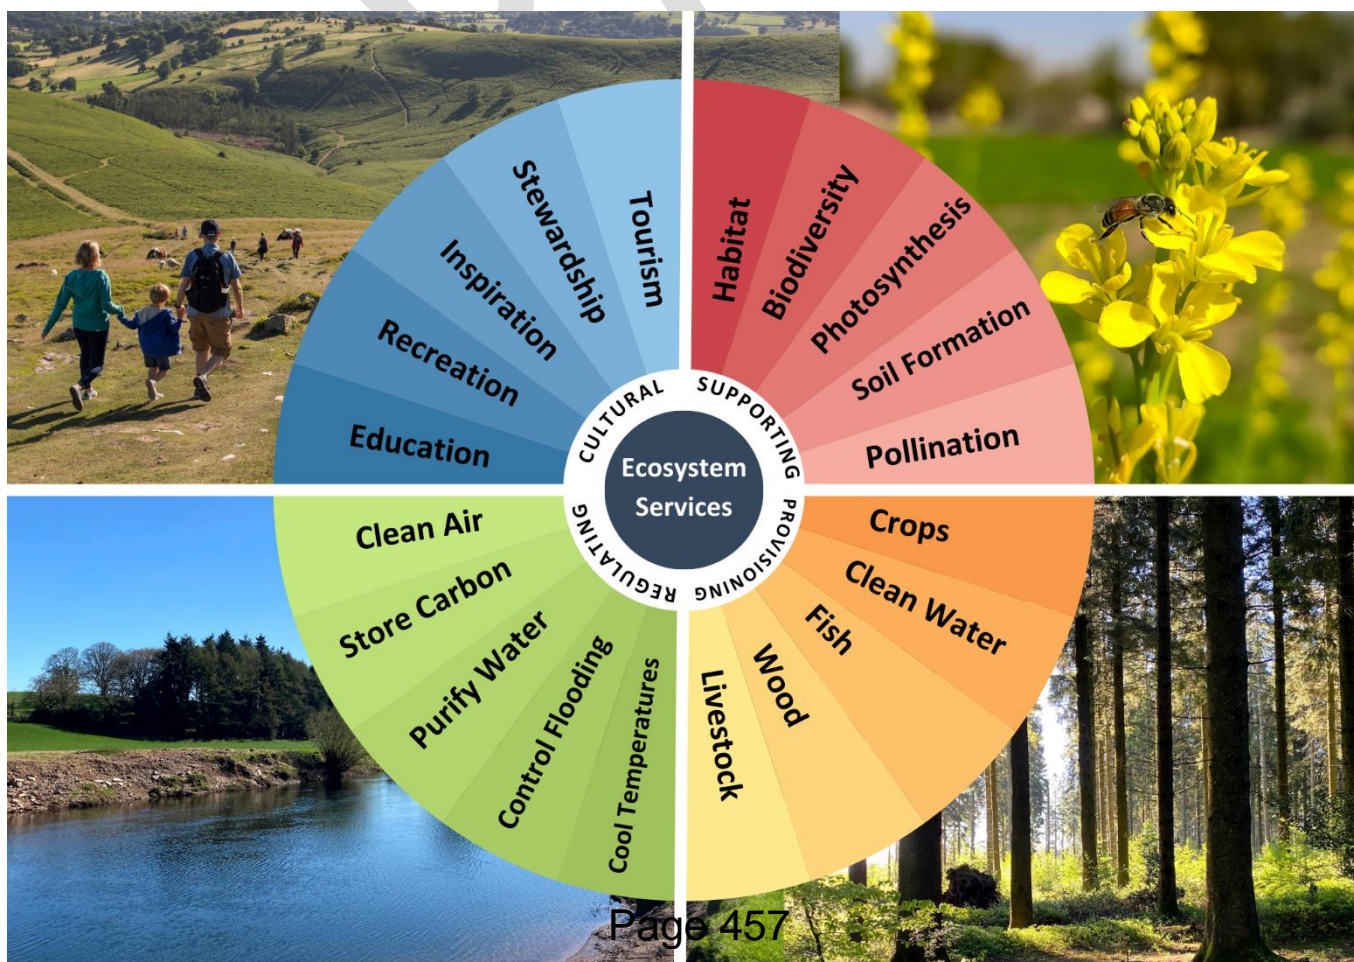 Tourism
Stewardship
Inspiration
Recreation
Education
Habitat
Biodiversity
Photosynthesis
Soil Formation
Pollination
CULTURAL
SUPPORTING
Ecosystem
Services
REGULATING
PROVISIONING
Clean Air
Store Carbon
Purify Water
Control Flooding
Cool Temperatures
Crops
Clean Water
Fish
Wood
Livestock
Page 457